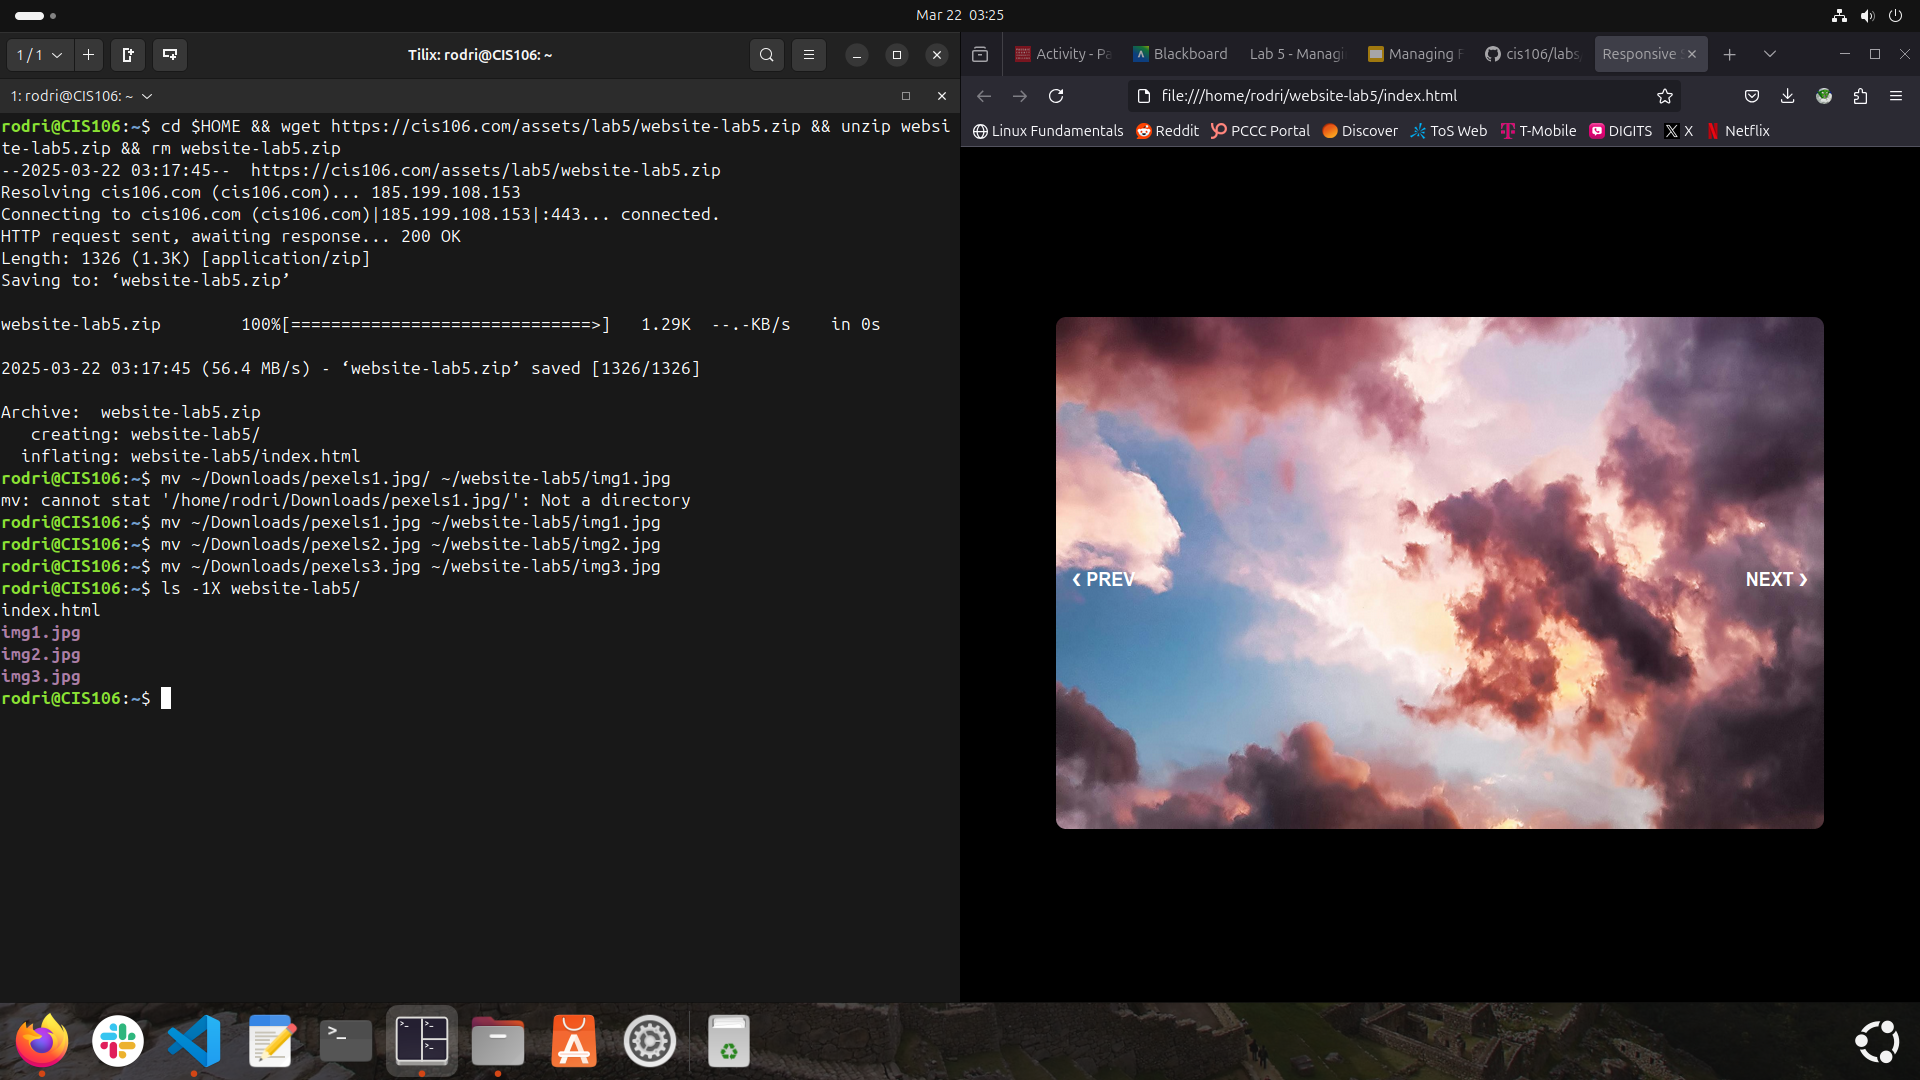 Mar 22 03:25
1 / 1
Tilix: rodri@CIS106: ~
1: rodri@CIS106: ~
rodri@CIS106:~$ cd $HOME && wget https://cis106.com/assets/lab5/website-lab5.zip && unzip websi
te-lab5.zip && rm website-lab5.zip
--2025-03-22 03:17:45--  https://cis106.com/assets/lab5/website-lab5.zip
Resolving cis106.com (cis106.com)... 185.199.108.153
Connecting to cis106.com (cis106.com)|185.199.108.153|:443... connected.
HTTP request sent, awaiting response... 200 OK
Length: 1326 (1.3K) [application/zip]
Saving to: ‘website-lab5.zip’
website-lab5.zip        100%[==============================>]   1.29K  --.-KB/s    in 0s
2025-03-22 03:17:45 (56.4 MB/s) - ‘website-lab5.zip’ saved [1326/1326]
Archive:  website-lab5.zip
   creating: website-lab5/
  inflating: website-lab5/index.html
rodri@CIS106:~$ mv ~/Downloads/pexels1.jpg/ ~/website-lab5/img1.jpg
mv: cannot stat '/home/rodri/Downloads/pexels1.jpg/': Not a directory
rodri@CIS106:~$ mv ~/Downloads/pexels1.jpg ~/website-lab5/img1.jpg
rodri@CIS106:~$ mv ~/Downloads/pexels2.jpg ~/website-lab5/img2.jpg
rodri@CIS106:~$ mv ~/Downloads/pexels3.jpg ~/website-lab5/img3.jpg
rodri@CIS106:~$ ls -1X website-lab5/
index.html
img1.jpg
img2.jpg
img3.jpg
rodri@CIS106:~$
Activity - Pa Blackboard Lab 5 - Managi Managing F cis106/labs Responsive
file:///home/rodri/website-lab5/index.html
Linux Fundamentals Reddit PCCC Portal Discover ToS Web T-Mobile DIGITS X Netflix
❮ PREV NEXT ❯